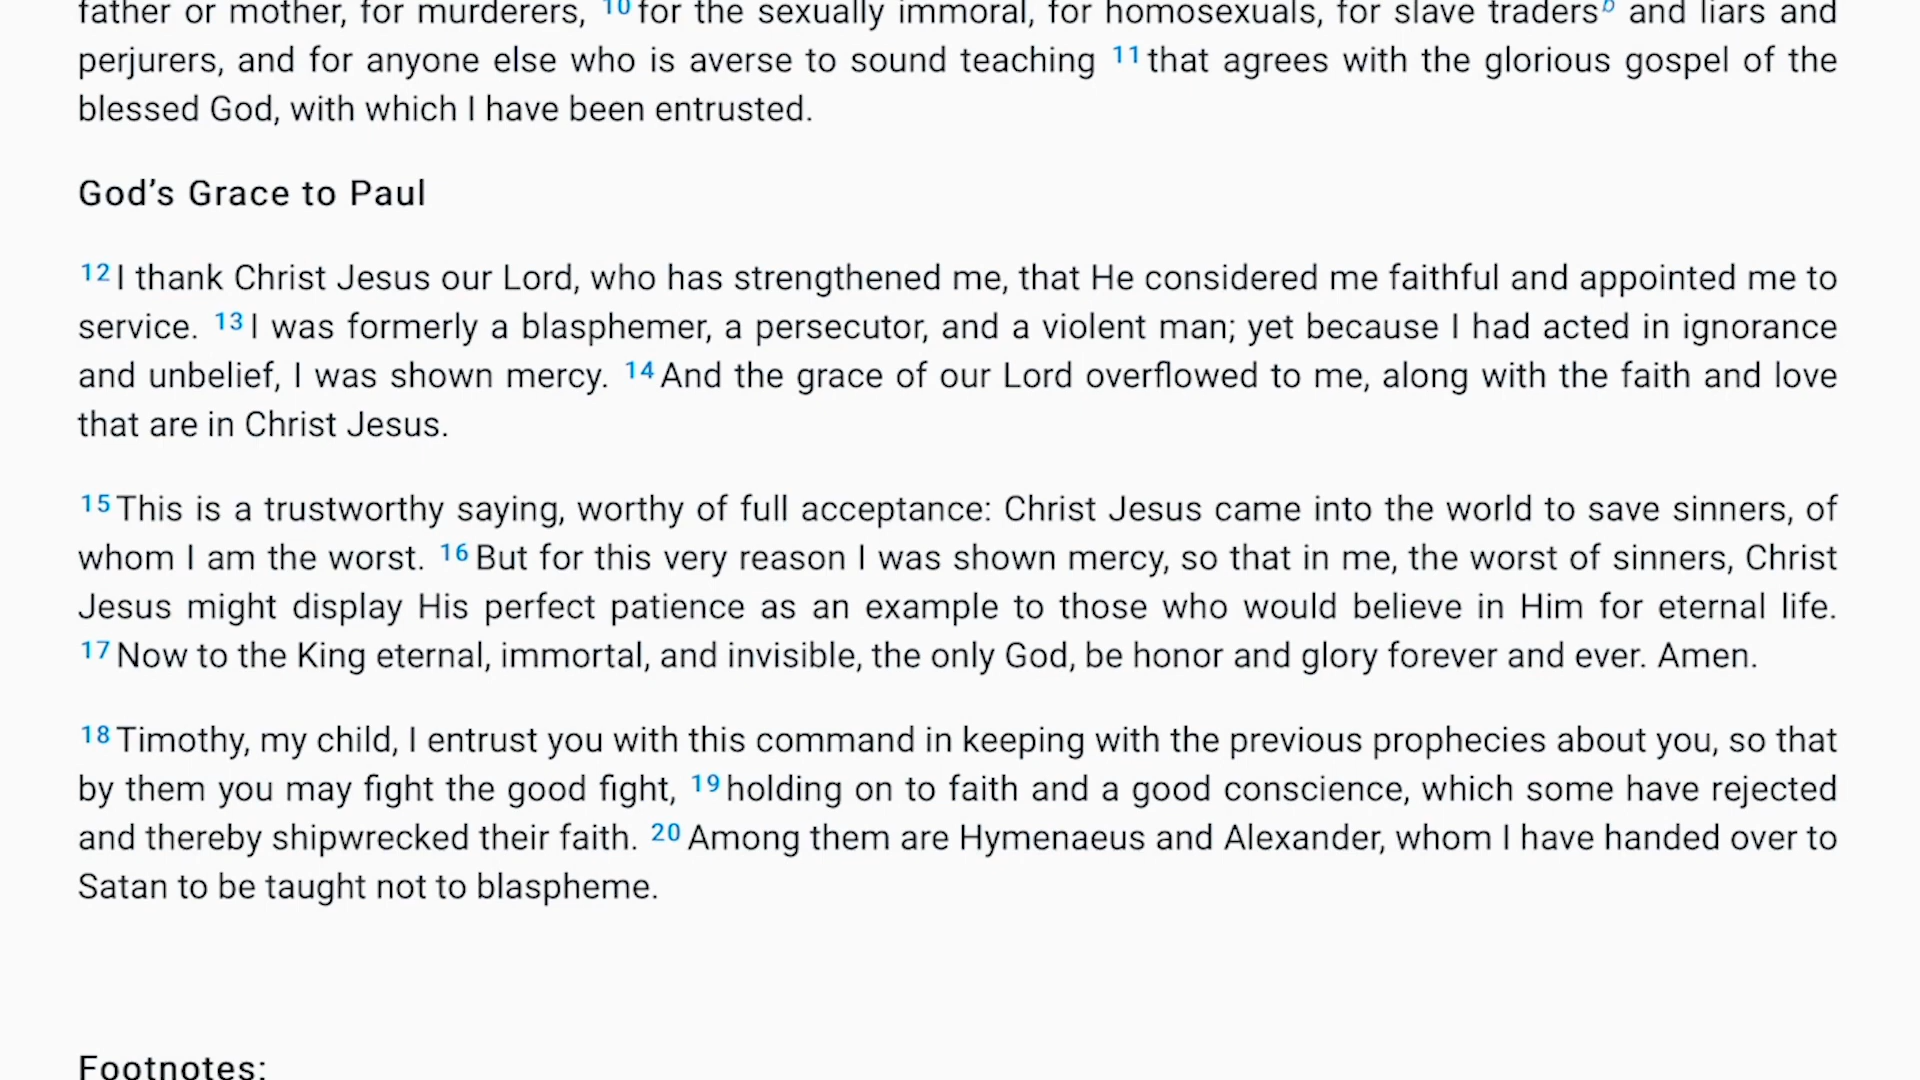 father or mother, for murderers, 10 for the sexually immoral, for homosexuals, for slave traders b and liars and
perjurers, and for anyone else who is averse to sound teaching 11 that agrees with the glorious gospel of the
blessed God, with which I have been entrusted.
God’s Grace to Paul
12 I thank Christ Jesus our Lord, who has strengthened me, that He considered me faithful and appointed me to
service. 13 I was formerly a blasphemer, a persecutor, and a violent man; yet because I had acted in ignorance
and unbelief, I was shown mercy. 14 And the grace of our Lord overflowed to me, along with the faith and love
that are in Christ Jesus.
15 This is a trustworthy saying, worthy of full acceptance: Christ Jesus came into the world to save sinners, of
whom I am the worst. 16 But for this very reason I was shown mercy, so that in me, the worst of sinners, Christ
Jesus might display His perfect patience as an example to those who would believe in Him for eternal life.
17 Now to the King eternal, immortal, and invisible, the only God, be honor and glory forever and ever. Amen.
18 Timothy, my child, I entrust you with this command in keeping with the previous prophecies about you, so that
by them you may fight the good fight, 19 holding on to faith and a good conscience, which some have rejected
and thereby shipwrecked their faith. 20 Among them are Hymenaeus and Alexander, whom I have handed over to
Satan to be taught not to blaspheme.
Footnotes: